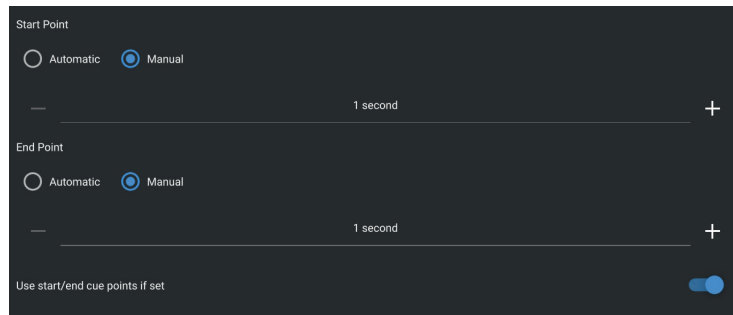 Start Point
Automatic Manual
1 second
End Point
Automatic Manual
1 second
Use start/end cue points if set